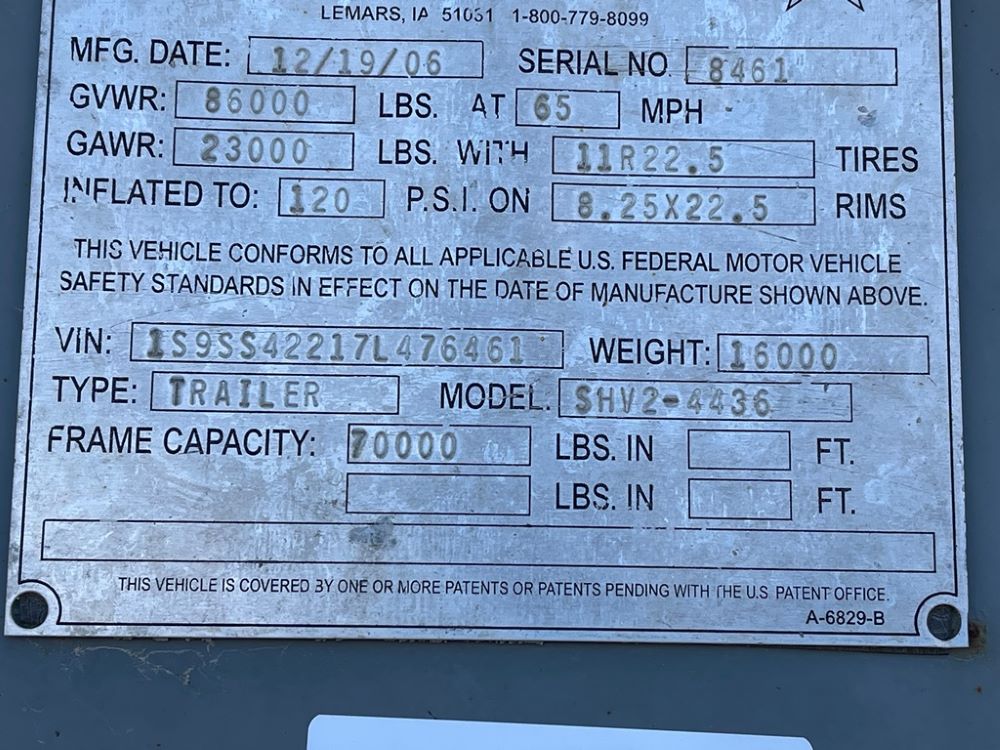 LEMARS, IA 51031 1-800-779-8099
MFG. DATE: 12/19/06 SERIAL NO. 8461
GVWR: 86000 LBS. AT 65 MPH
GAWR: 23000 LBS. WITH 11R22.5 TIRES
INFLATED TO: 120 P.S.I. ON 8.25X22.5 RIMS
THIS VEHICLE CONFORMS TO ALL APPLICABLE U.S. FEDERAL MOTOR VEHICLE
SAFETY STANDARDS IN EFFECT ON THE DATE OF MANUFACTURE SHOWN ABOVE.
VIN: 1S9SS42217L476461 WEIGHT: 16000
TYPE: TRAILER MODEL: SHV2-4436
FRAME CAPACITY: 70000 LBS. IN FT.
LBS. IN FT.
THIS VEHICLE IS COVERED BY ONE OR MORE PATENTS OR PATENTS PENDING WITH THE U.S. PATENT OFFICE.
A-6829-B